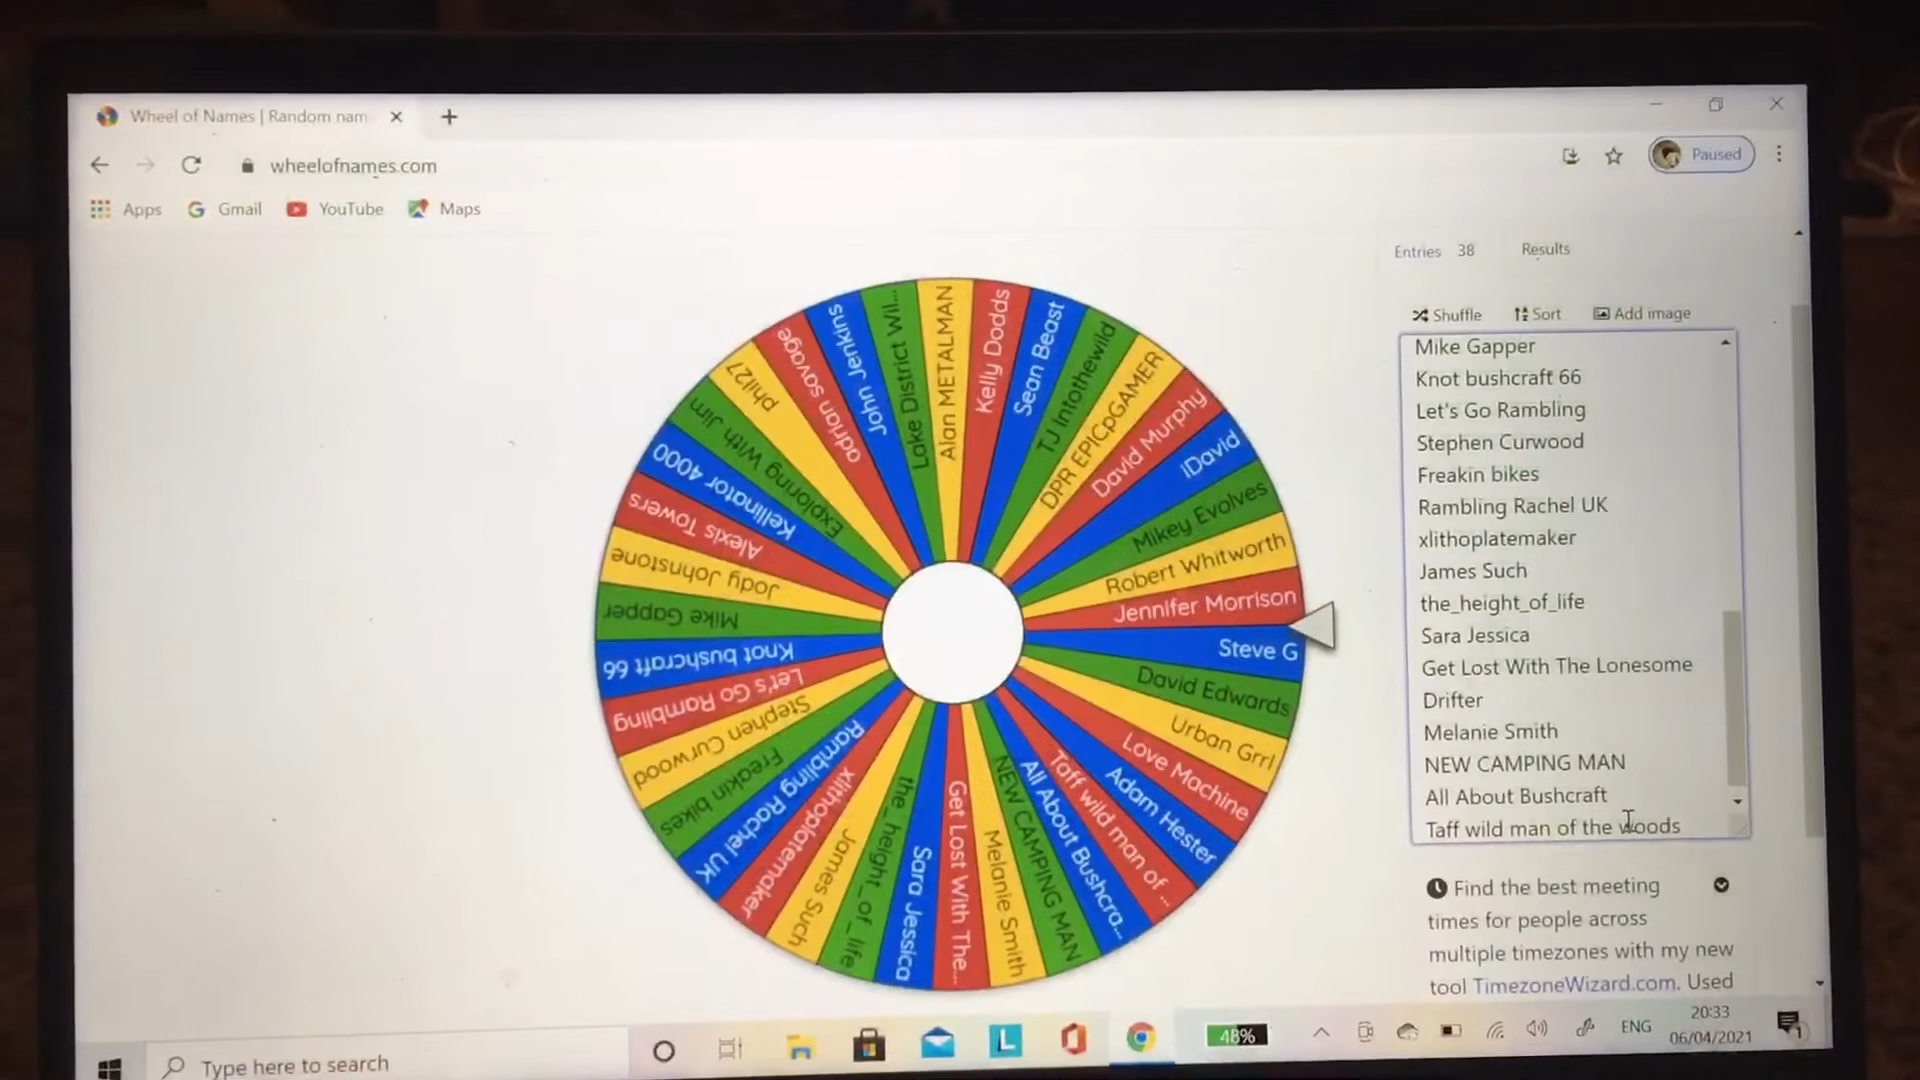 Wheel of Names | Random nam
wheelofnames.com
Paused
Apps
Gmail
YouTube
Maps
Entries 38
Results
Shuffle
Sort
Add image
Mike Gapper
Knot bushcraft 66
Let's Go Rambling
Stephen Curwood
Freakin bikes
Rambling Rachel UK
xlithoplatemaker
James Such
the_height_of_life
Sara Jessica
Get Lost With The Lonesome
Drifter
Melanie Smith
NEW CAMPING MAN
All About Bushcraft
Taff wild man of the woods
Find the best meeting
times for people across
multiple timezones with my new
tool TimezoneWizard.com. Used
Alan METALMAN
Kelly Dodds
Sean Beast
TJ Intothewild
DPR EPICpGAMER
David Murphy
iDavid
Mikey Evolves
Robert Whitworth
Jennifer Morrison
Steve G
David Edwards
Urban Grrl
Love Machine
Adam Hester
Taff wild man of ...
All About Bushcra...
NEW CAMPING MAN
Melanie Smith
Get Lost With The...
Sara Jessica
the_height_of_life
James Such
xlithoplatemaker
Rambling Rachel UK
Freakin bikes
Stephen Curwood
Let's Go Rambling
Knot bushcraft 66
Mike Gapper
Jody Johnstone
Alexis Towers
Kellinator 4000
Exploring With Jim
phil27
adrian savage
John Jenkins
Lake District Wil...
Type here to search
L
48%
ENG
20:33
06/04/2021
1